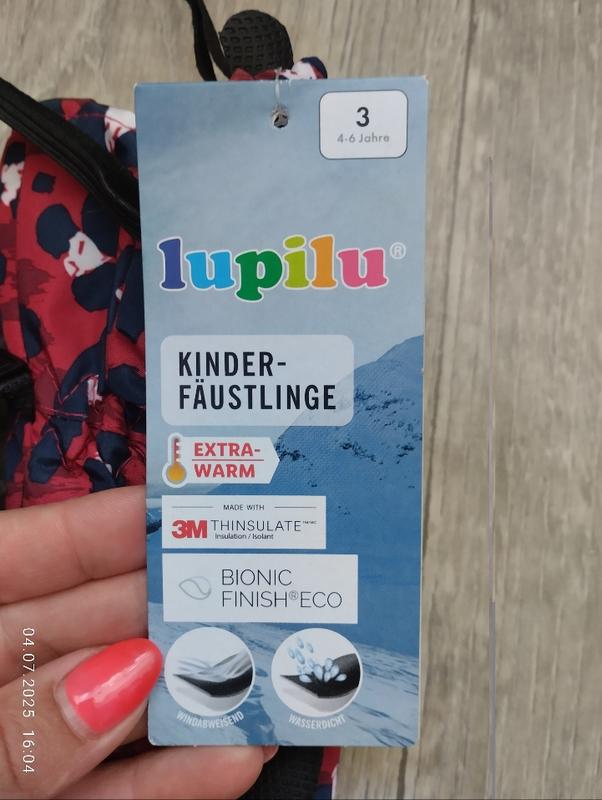 3
4-6 Jahre
lupilu®
KINDER-
FÄUSTLINGE
EXTRA-
WARM
MADE WITH
3M THINSULATE™
Insulation / Isolant
BIONIC
FINISH®ECO
WINDABWEISEND
WASSERDICHT
04.07.2025 16:04